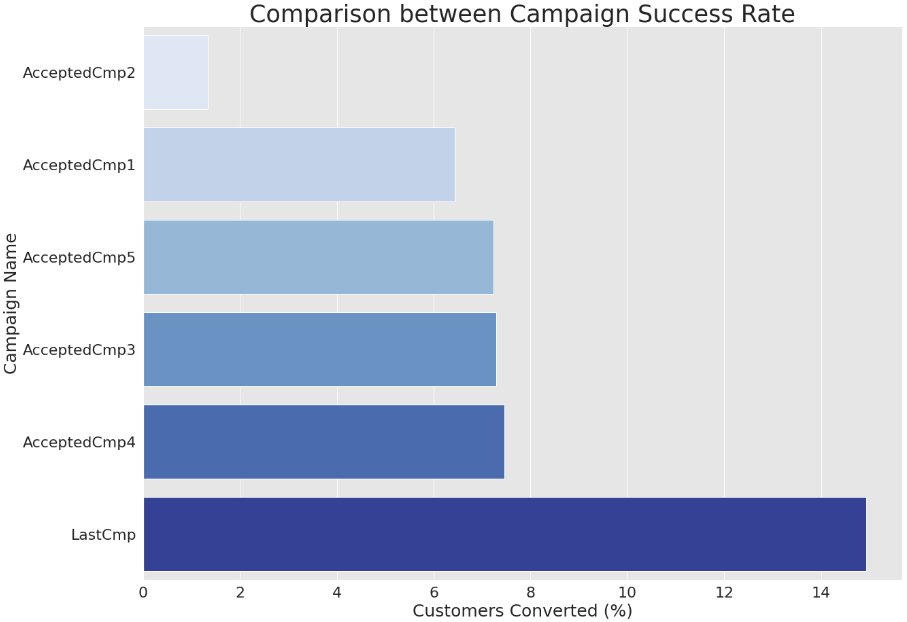 Comparison between Campaign Success Rate
AcceptedCmp2
AcceptedCmp1
AcceptedCmp5
AcceptedCmp3
AcceptedCmp4
LastCmp
Campaign Name
0 2 4 6 8 10 12 14
Customers Converted (%)